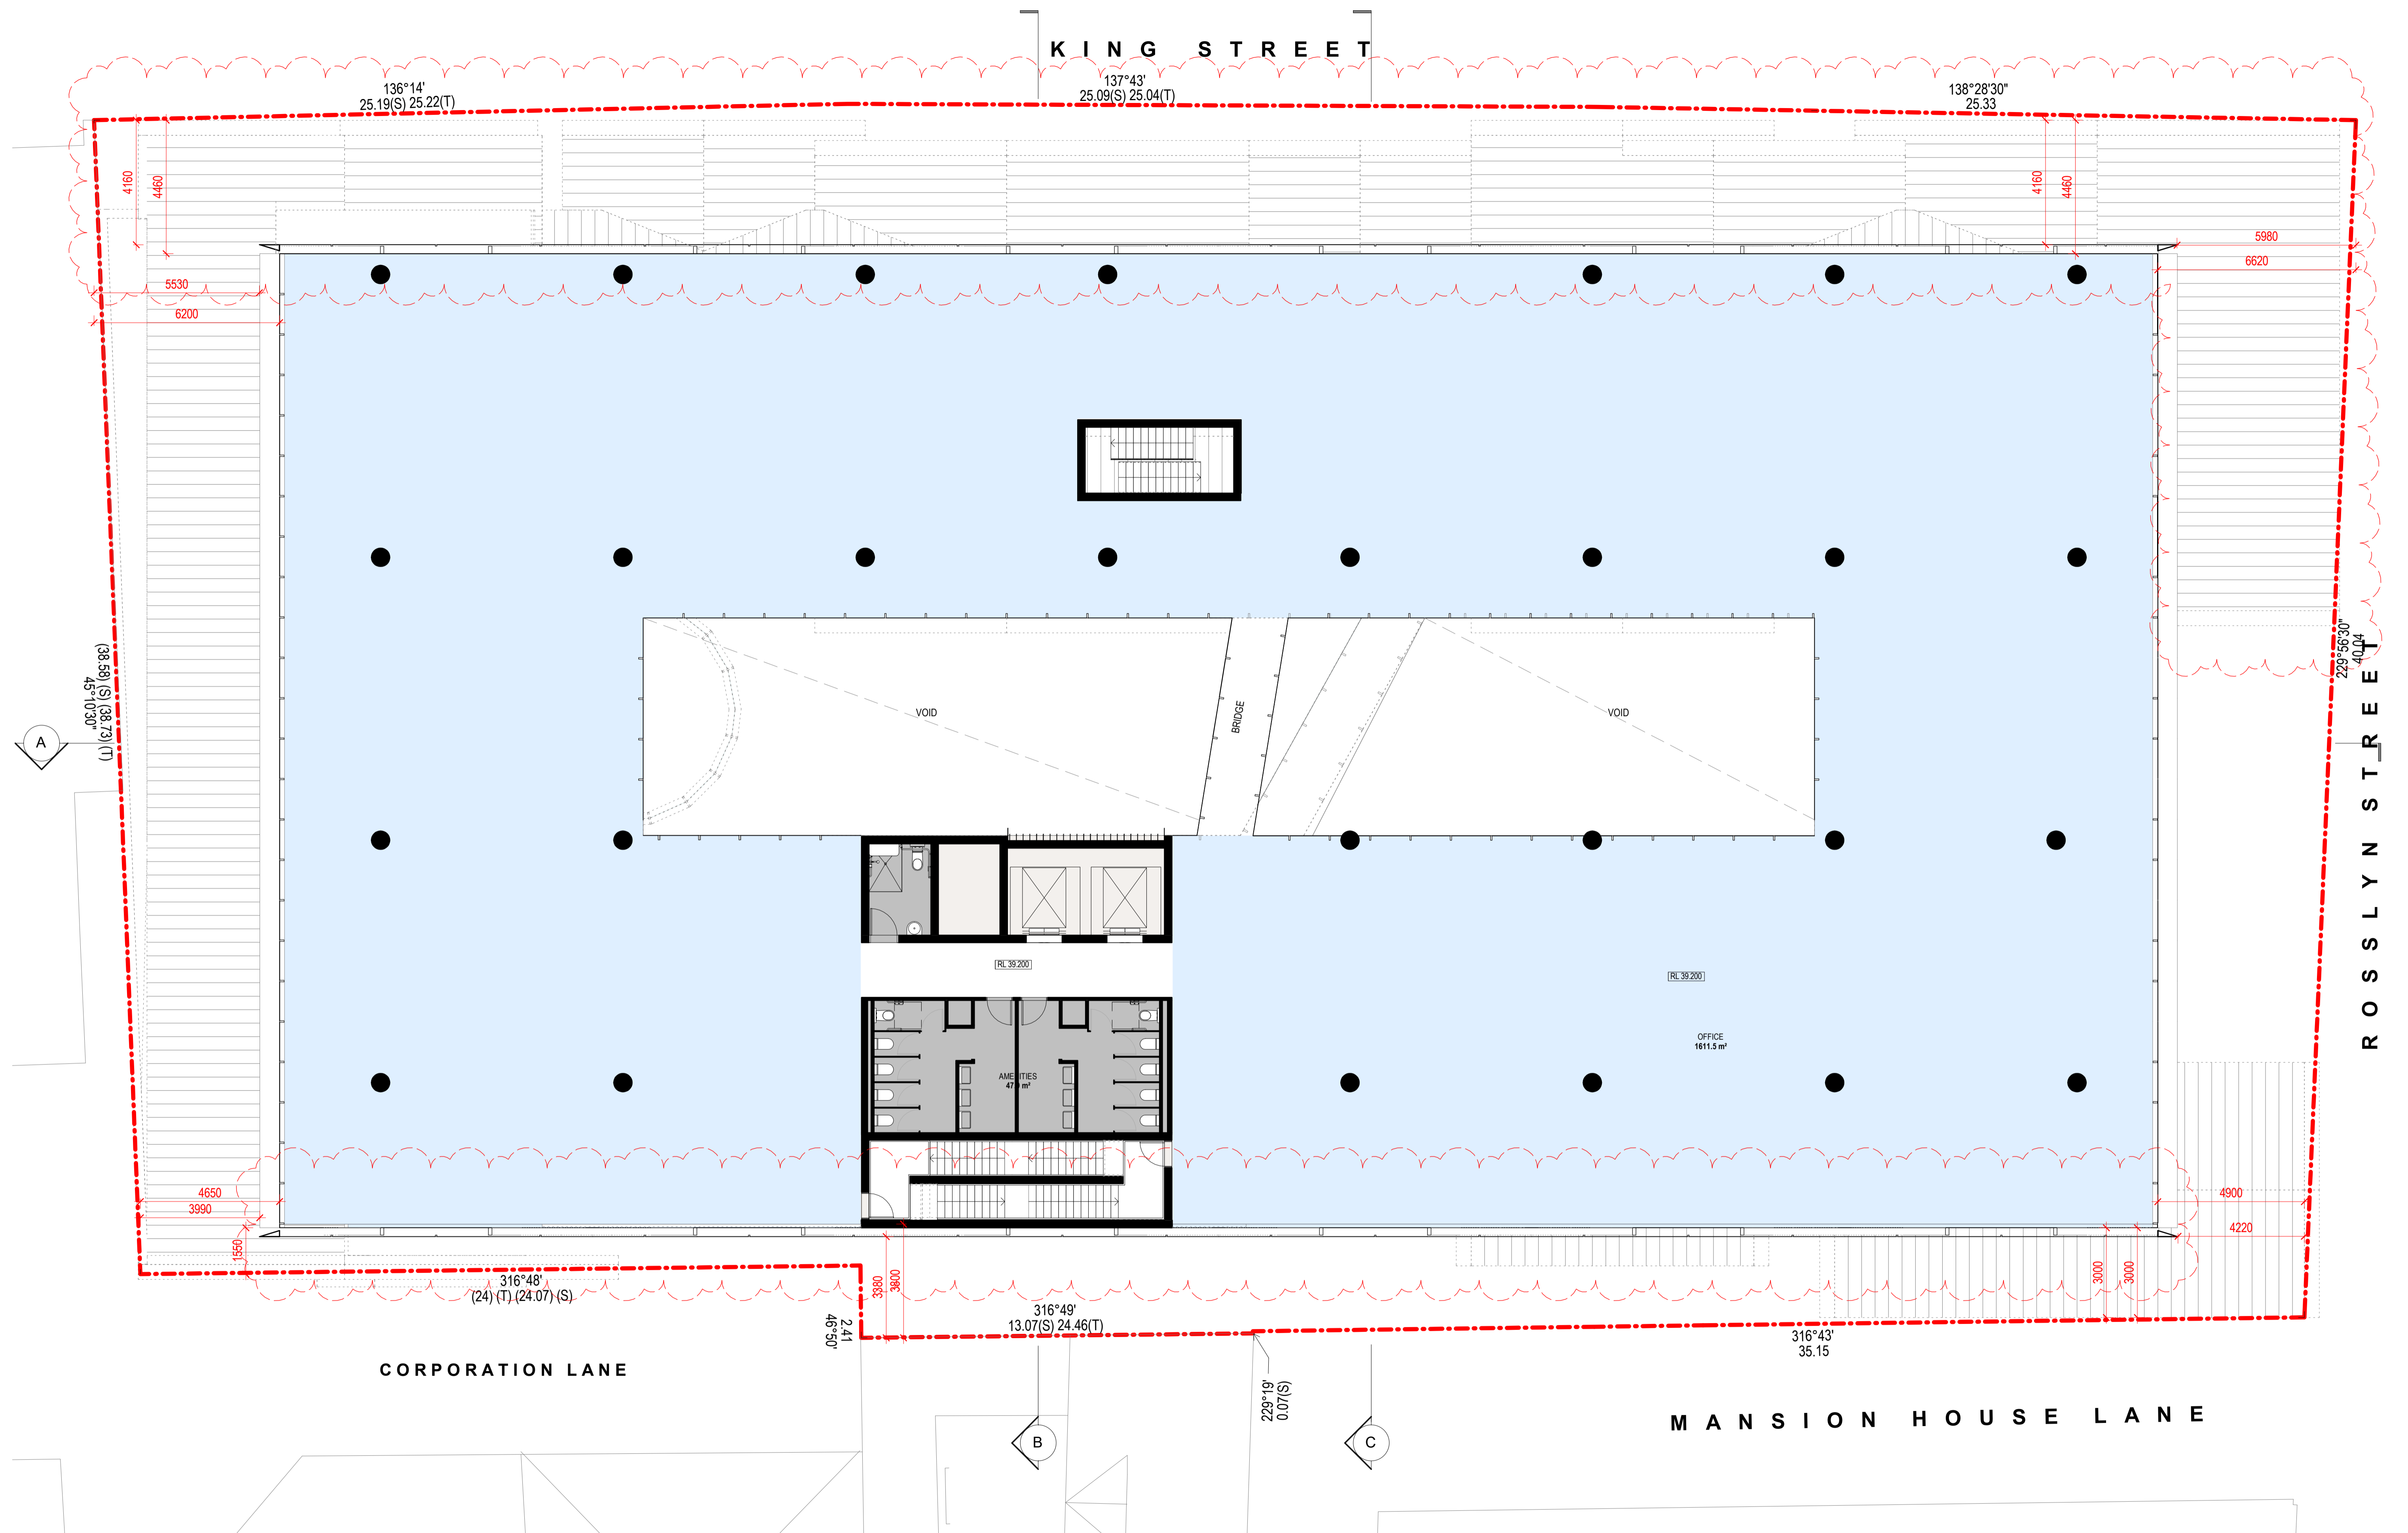 KING STREET
136°14'
25.19(S) 25.22(T)
137°43'
25.09(S) 25.04(T)
138°28'30"
25.33
4160
4460
4160
4460
5980
6620
5530
6200
(38.58) (S) (38.73) (T)
45°10'30"
229°56'30"
40.04
ROSSLYN STREET
A
VOID
BRIDGE
VOID
RL 39.200
RL 39.200
OFFICE
1611.5 m²
AMENITIES
m²
4650
3990
1550
4900
4220
3380
3800
3000
3000
316°48'
(24) (T) (24.07) (S)
2.41
46°50'
316°49'
13.07(S) 24.46(T)
316°43'
35.15
229°19'
0.07(S)
CORPORATION LANE
MANSION HOUSE LANE
B
C